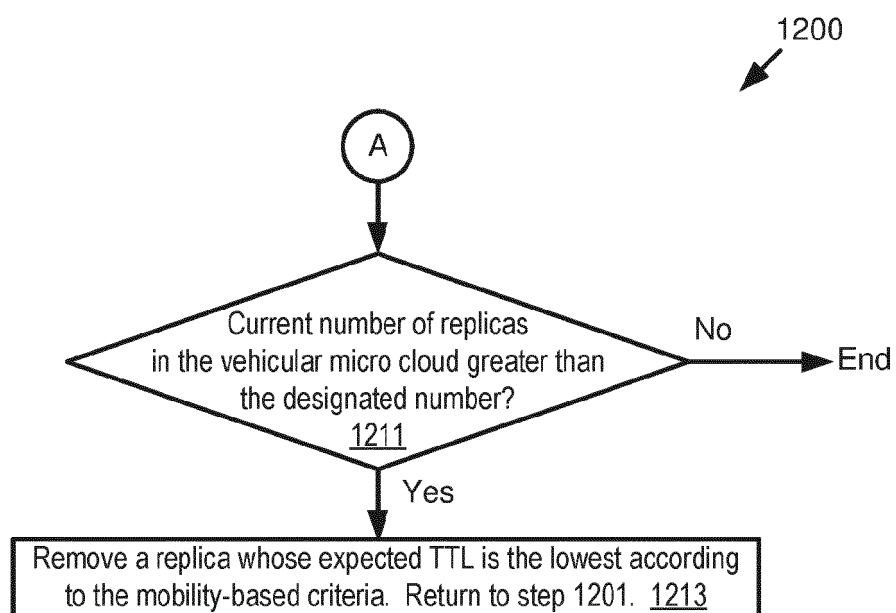 1200
A
Current number of replicas
in the vehicular micro cloud greater than
the designated number?
1211
No
End
Yes
Remove a replica whose expected TTL is the lowest according
to the mobility-based criteria. Return to step 1201. 1213